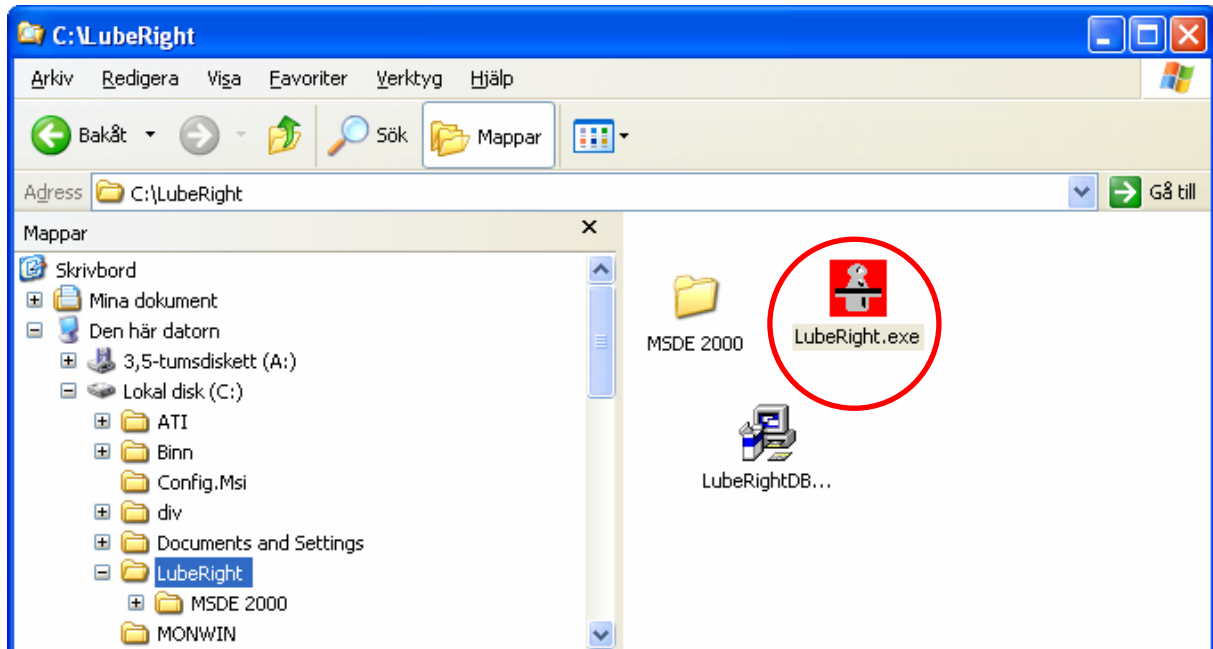 C:\LubeRight
Arkiv Redigera Visa Favoriter Verktyg Hjälp
Bakåt Sök Mappar
Adress C:\LubeRight Gå till
Mappar
Skrivbord
Mina dokument
Den här datorn
3,5-tumsdiskett (A:)
Lokal disk (C:)
ATI
Binn
Config.Msi
div
Documents and Settings
LubeRight
MSDE 2000
MONWIN
MSDE 2000 LubeRight.exe
LubeRightDB...